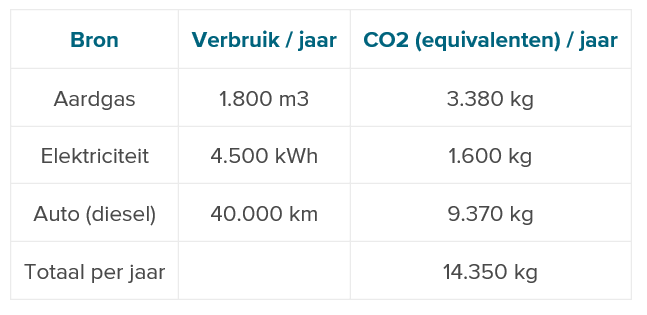 Bron Verbruik / jaar CO2 (equivalenten) / jaar
Aardgas 1.800 m3 3.380 kg
Elektriciteit 4.500 kWh 1.600 kg
Auto (diesel) 40.000 km 9.370 kg
Totaal per jaar 14.350 kg